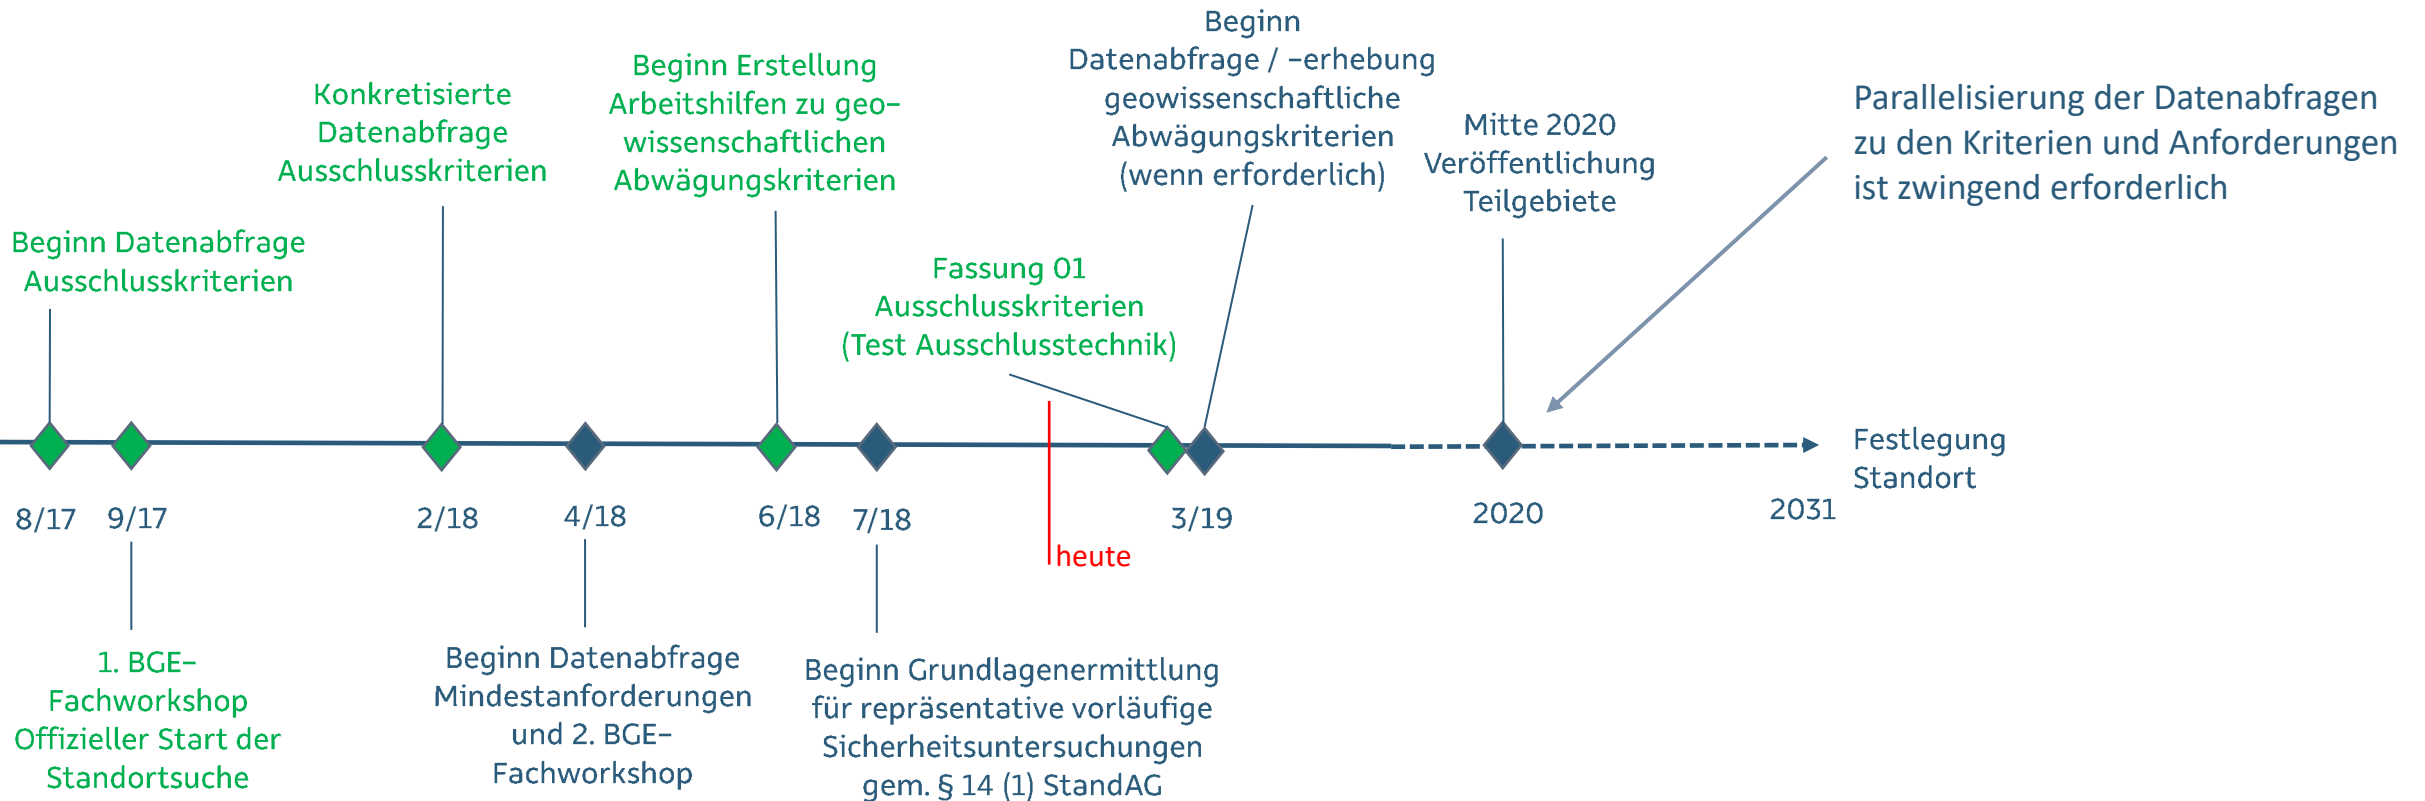 Beginn Datenabfrage
Ausschlusskriterien
Konkretisierte
Datenabfrage
Ausschlusskriterien
Beginn Erstellung
Arbeitshilfen zu geo-
wissenschaftlichen
Abwägungskriterien
Fassung 01
Ausschlusskriterien
(Test Ausschlusstechnik)
Beginn
Datenabfrage / -erhebung
geowissenschaftliche
Abwägungskriterien
(wenn erforderlich)
Mitte 2020
Veröffentlichung
Teilgebiete
Parallelisierung der Datenabfragen
zu den Kriterien und Anforderungen
ist zwingend erforderlich
Festlegung
Standort
8/17 9/17 2/18 4/18 6/18 7/18 3/19 2020 2031
heute
1. BGE-
Fachworkshop
Offizieller Start der
Standortsuche
Beginn Datenabfrage
Mindestanforderungen
und 2. BGE-
Fachworkshop
Beginn Grundlagenermittlung
für repräsentative vorläufige
Sicherheitsuntersuchungen
gem. § 14 (1) StandAG